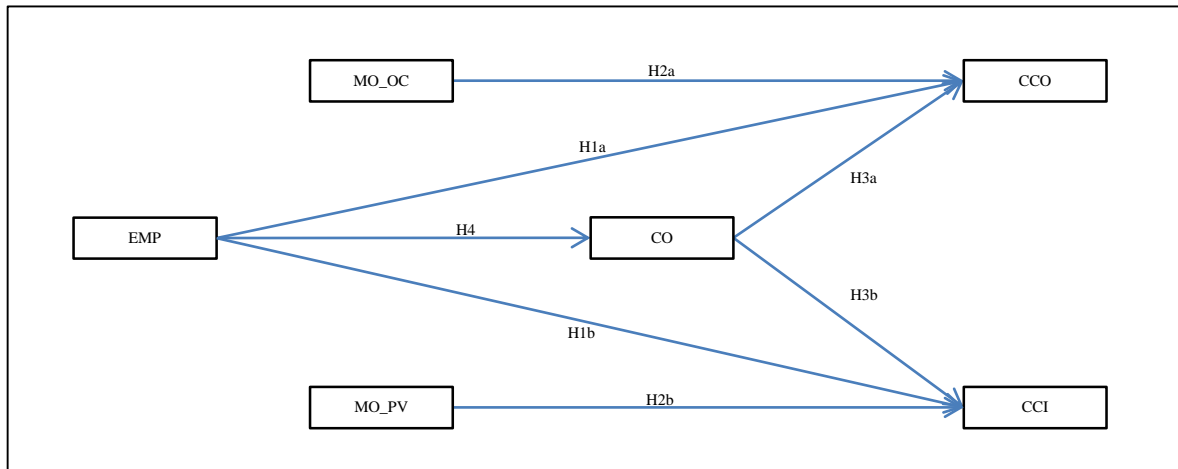 MO_OC
H2a
CCO
H1a
H3a
EMP
H4
CO
H3b
H1b
MO_PV
H2b
CCI